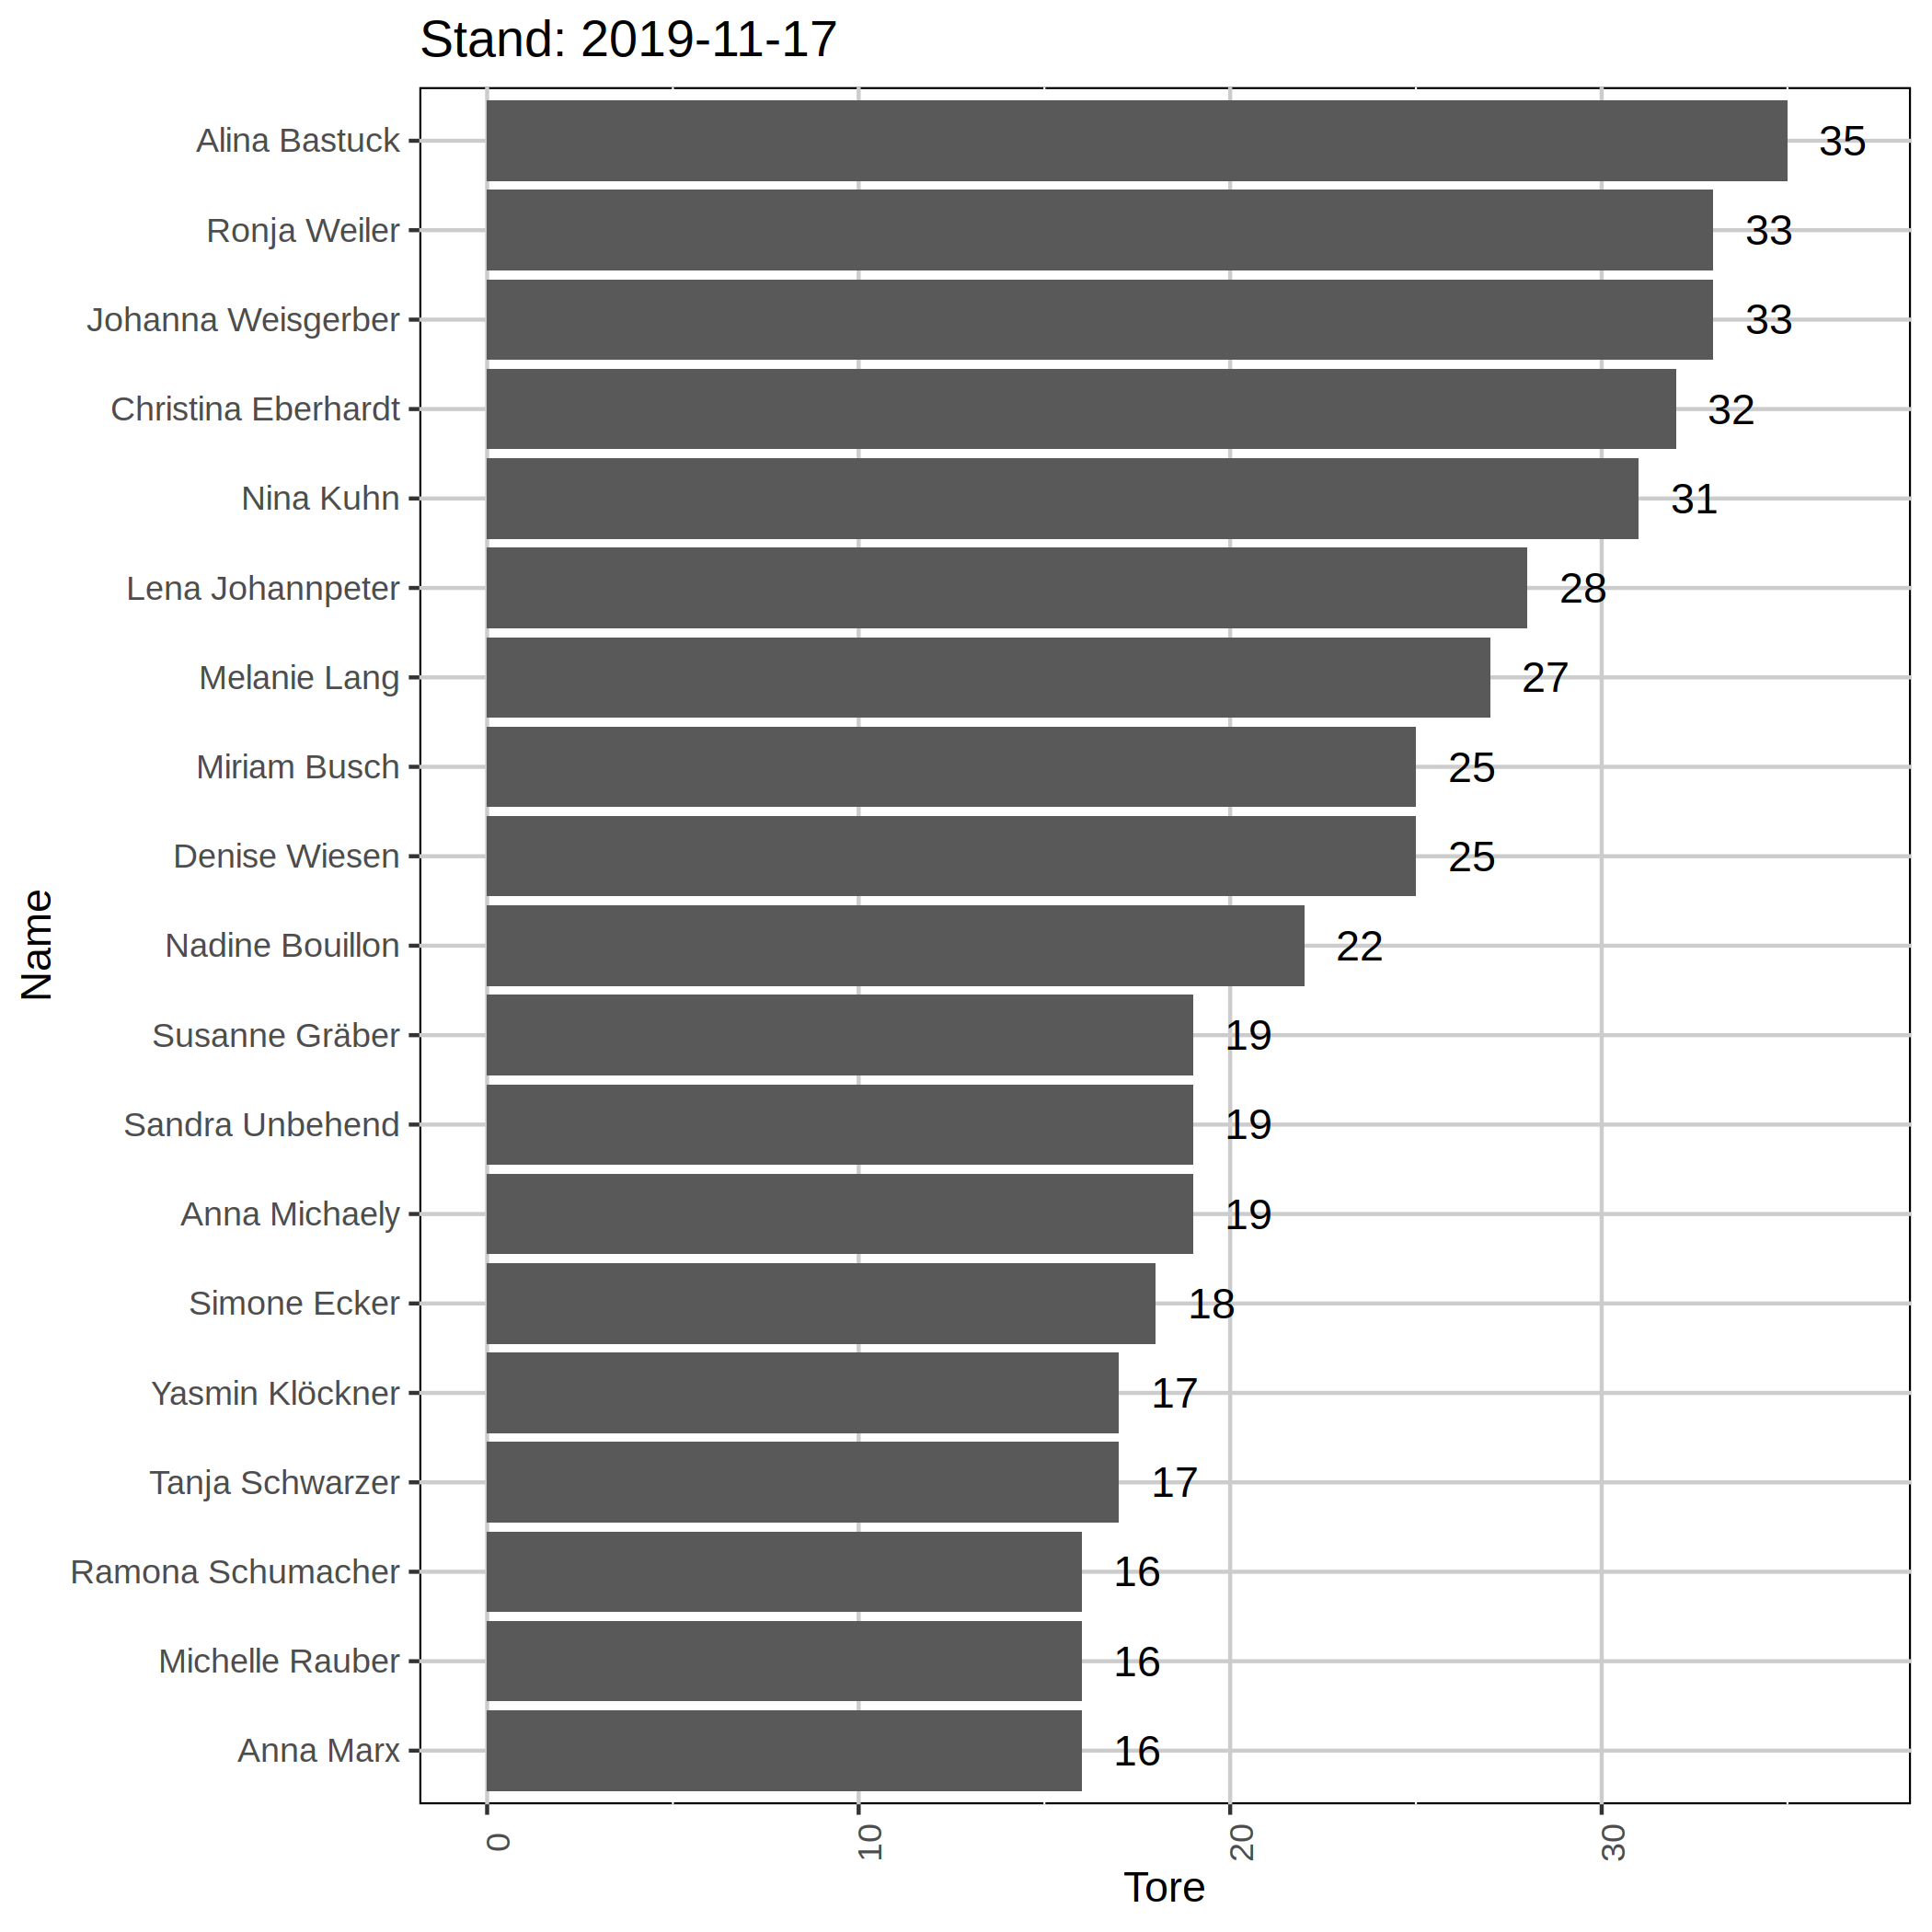 Stand: 2019-11-17
Alina Bastuck 35
Ronja Weiler 33
Johanna Weisgerber 33
Christina Eberhardt 32
Nina Kuhn 31
Lena Johannpeter 28
Melanie Lang 27
Miriam Busch 25
Denise Wiesen 25
Nadine Bouillon 22
Susanne Gräber 19
Sandra Unbehend 19
Anna Michaely 19
Simone Ecker 18
Yasmin Klöckner 17
Tanja Schwarzer 17
Ramona Schumacher 16
Michelle Rauber 16
Anna Marx 16
Name
0 10 20 30
Tore